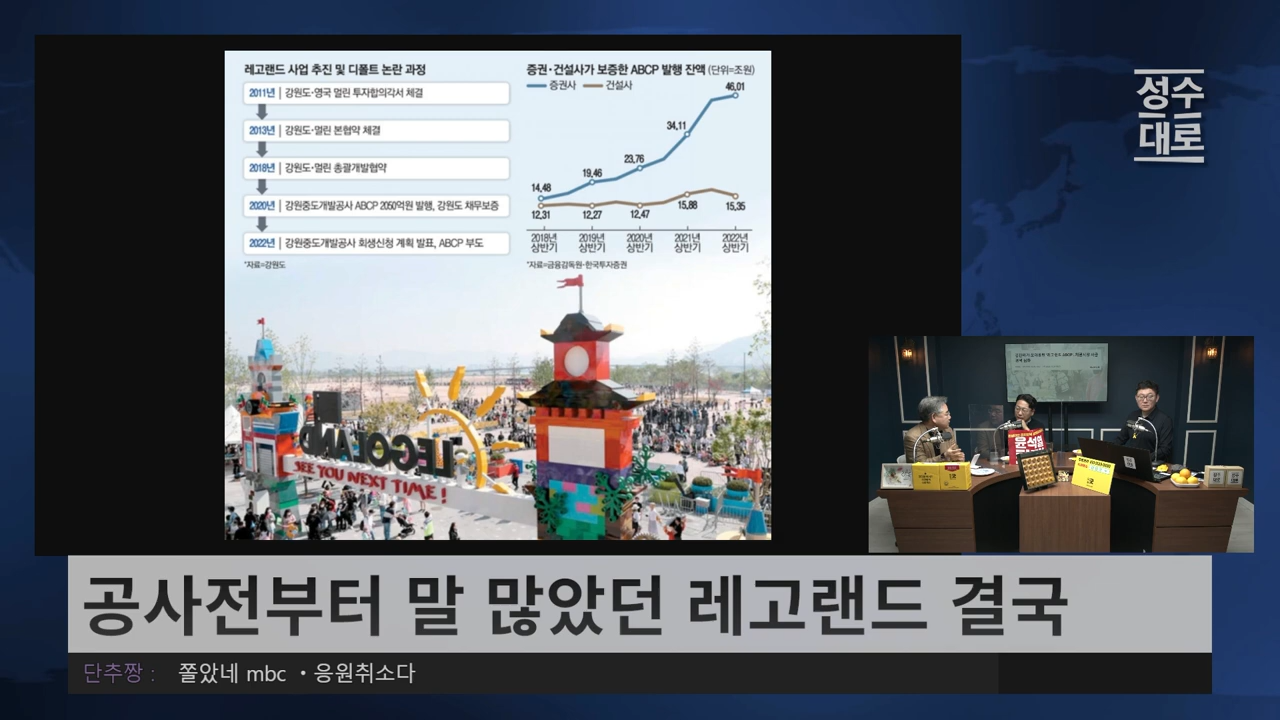 레고랜드 사업 추진 및 디폴트 논란 과정
2011년 | 강원도·영국 멀린 투자합의각서 체결
2013년 | 강원도·멀린 본협약 체결
2018년 | 강원도·멀린 총괄개발협약
2020년 | 강원중도개발공사 ABCP 2050억원 발행, 강원도 채무보증
2022년 | 강원중도개발공사 회생신청 계획 발표, ABCP 부도
*자료=강원도
증권·건설사가 보증한 ABCP 발행 잔액 (단위=조원)
증권사 건설사
46,01
34,11
23,76
19,46
14,48
12,31 12,27 12,47 15,88 15,35
2018년 2019년 2020년 2021년 2022년
상반기 상반기 상반기 상반기 상반기
*자료=금융감독원·한국투자증권
LEGOLAND
SEE YOU NEXT TIME!
성수
대로
윤석열
공사전부터 말 많았던 레고랜드 결국
단추짱 : 쫄았네 mbc ·응원취소다